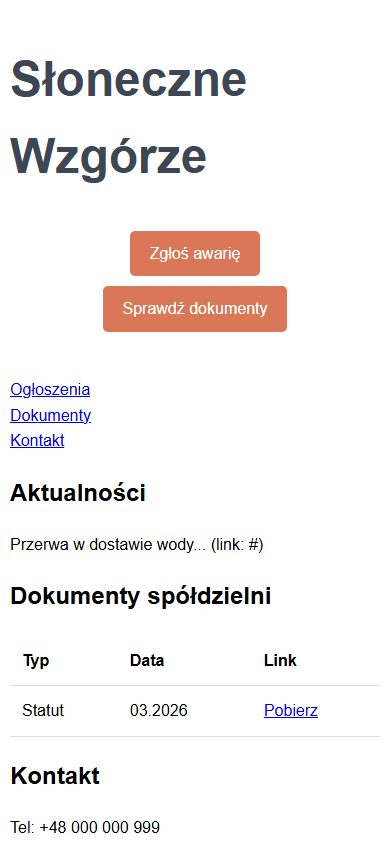 Słoneczne
Wzgórze
Zgłoś awarię
Sprawdź dokumenty
Ogłoszenia
Dokumenty
Kontakt
Aktualności
Przerwa w dostawie wody... (link: #)
Dokumenty spółdzielni
Typ Data Link
Statut 03.2026 Pobierz
Kontakt
Tel: +48 000 000 999